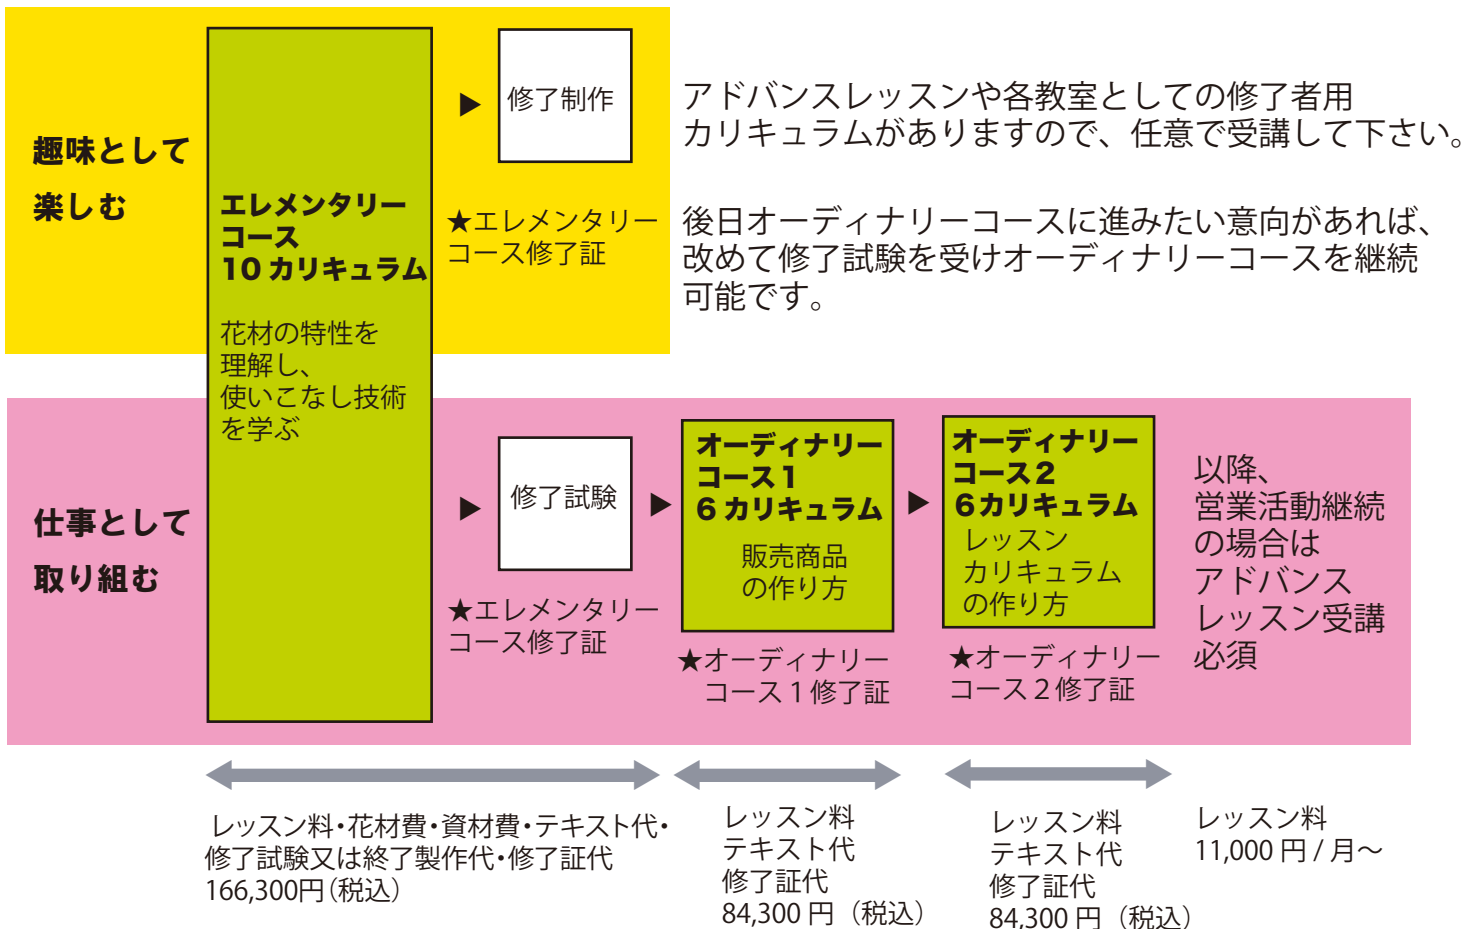 趣味として
楽しむ
エレメンタリー
コース
10 カリキュラム
花材の特性を
理解し、
使いこなし技術
を学ぶ
▶
修了制作
★エレメンタリー
コース修了証
アドバンスレッスンや各教室としての修了者用
カリキュラムがありますので、任意で受講して下さい。
後日オーディナリーコースに進みたい意向があれば、
改めて修了試験を受けオーディナリーコースを継続
可能です。
仕事として
取り組む
▶
修了試験
★エレメンタリー
コース修了証
▶
オーディナリー
コース1
6 カリキュラム
販売商品
の作り方
★オーディナリー
コース１修了証
▶
オーディナリー
コース2
6カリキュラム
レッスン
カリキュラム
の作り方
★オーディナリー
コース２修了証
以降、
営業活動継続
の場合は
アドバンス
レッスン受講
必須
レッスン料・花材費・資材費・テキスト代・
修了試験又は終了製作代・修了証代
166,300円（税込）
レッスン料
テキスト代
修了証代
84,300 円（税込）
レッスン料
テキスト代
修了証代
84,300 円（税込）
レッスン料
11,000 円 / 月〜